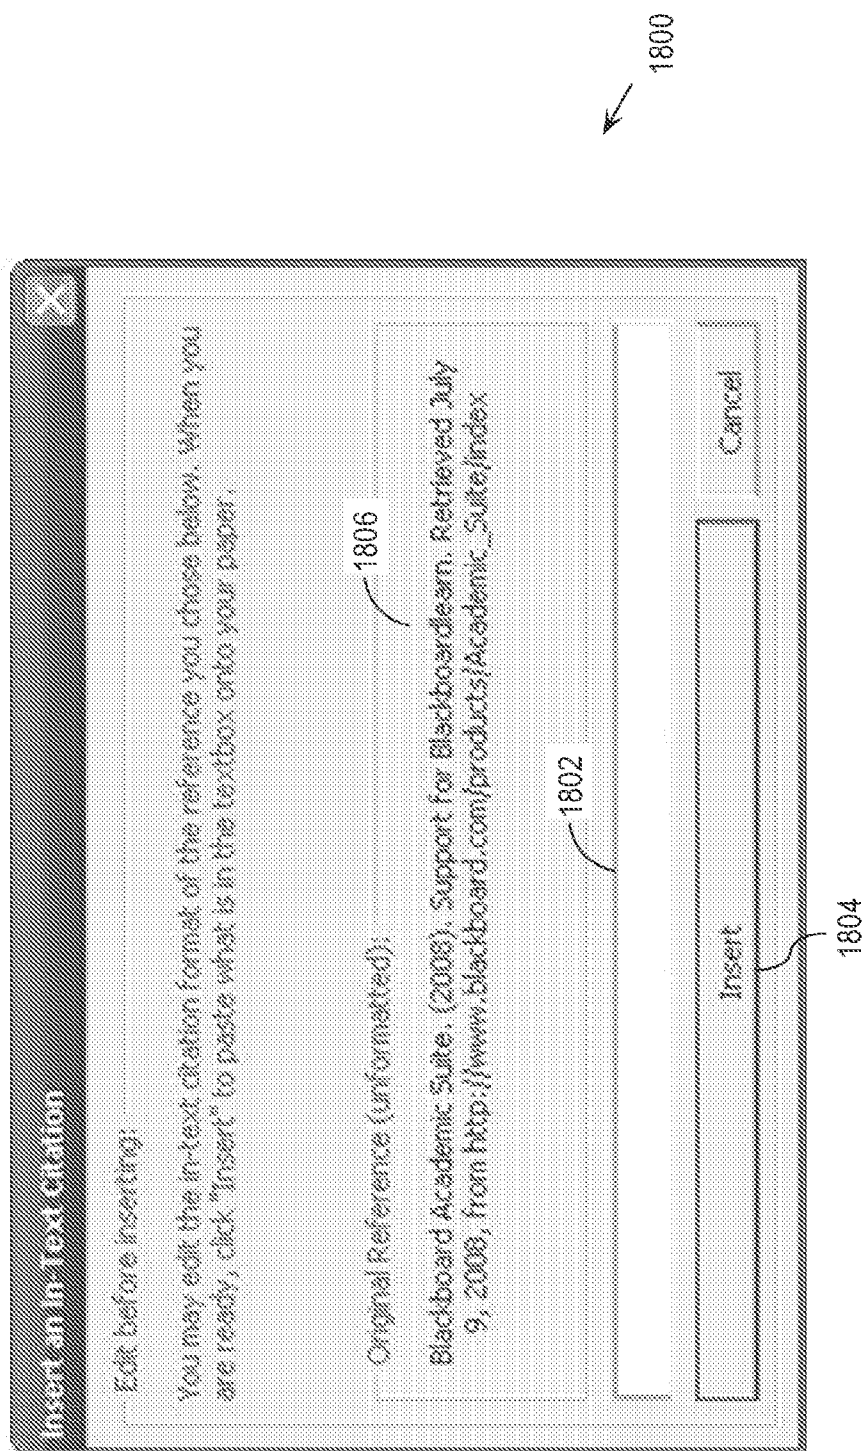 1800
Insert an In-Text Citation
Edit before inserting:
You may edit the in-text citation format of the reference you chose below. When you
are ready, click "Insert" to paste what is in the textbox onto your paper.
1806
Original Reference (unformatted):
Blackboard Academic Suite. (2008). Support for Blackboardlearn. Retrieved July
9, 2008, from http://www.blackboard.com/products/Academic_Suite/index
1802
Insert
Cancel
1804